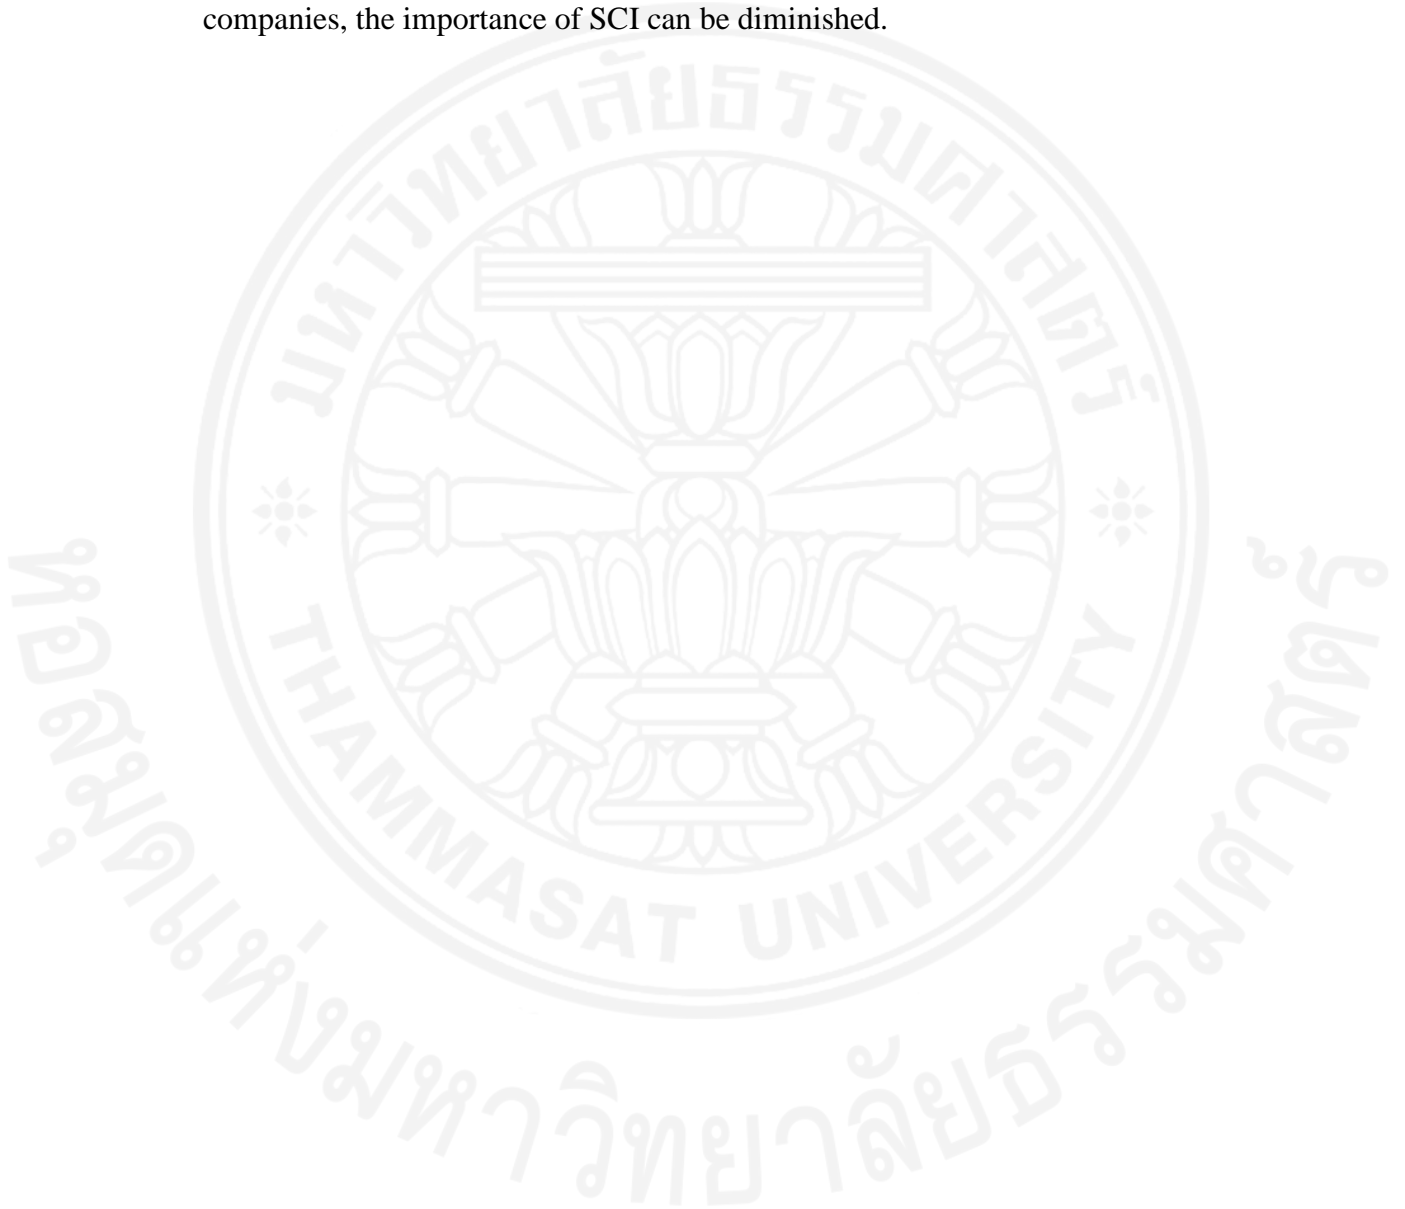 companies, the importance of SCI can be diminished.
มหาวิทยาลัยธรรมศาสตร์
THAMMASAT UNIVERSITY
หอสมุดแห่งมหาวิทยาลัยธรรมศาสตร์